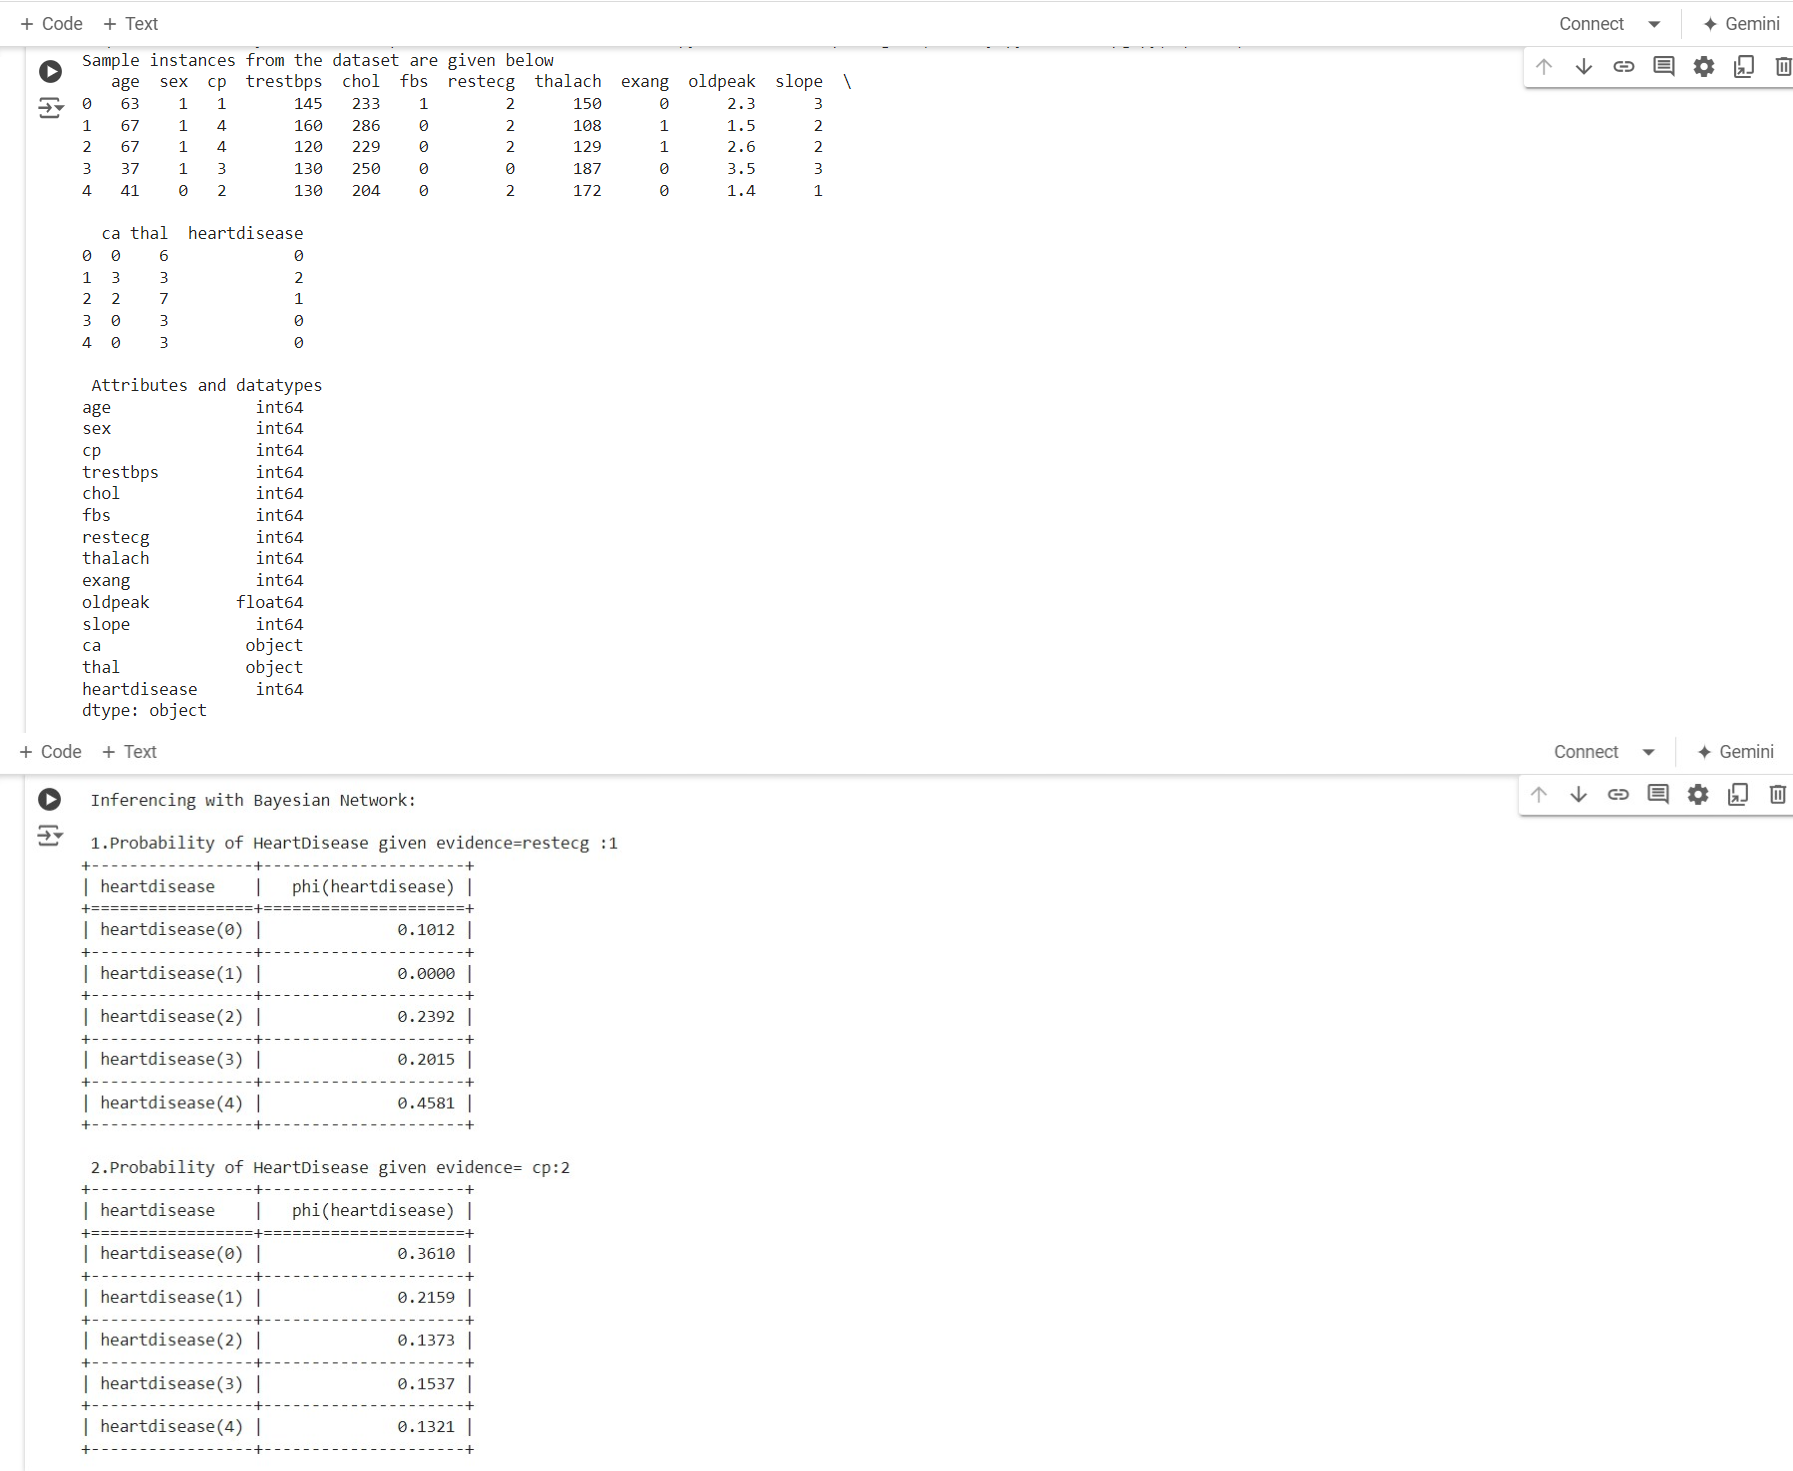 + Code + Text Connect Gemini
Sample instances from the dataset are given below
age sex cp trestbps chol fbs restecg thalach exang oldpeak slope \
0 63 1 1 145 233 1 2 150 0 2.3 3
1 67 1 4 160 286 0 2 108 1 1.5 2
2 67 1 4 120 229 0 2 129 1 2.6 2
3 37 1 3 130 250 0 0 187 0 3.5 3
4 41 0 2 130 204 0 2 172 0 1.4 1
ca thal heartdisease
0 0 6 0
1 3 3 2
2 2 7 1
3 0 3 0
4 0 3 0
Attributes and datatypes
age int64
sex int64
cp int64
trestbps int64
chol int64
fbs int64
restecg int64
thalach int64
exang int64
oldpeak float64
slope int64
ca object
thal object
heartdisease int64
dtype: object
+ Code + Text Connect Gemini
Inferencing with Bayesian Network:
1.Probability of HeartDisease given evidence=restecg :1
+-----------------+---------------------+
| heartdisease | phi(heartdisease) |
+=================+=====================+
| heartdisease(0) | 0.1012 |
+-----------------+---------------------+
| heartdisease(1) | 0.0000 |
+-----------------+---------------------+
| heartdisease(2) | 0.2392 |
+-----------------+---------------------+
| heartdisease(3) | 0.2015 |
+-----------------+---------------------+
| heartdisease(4) | 0.4581 |
+-----------------+---------------------+
2.Probability of HeartDisease given evidence= cp:2
+-----------------+---------------------+
| heartdisease | phi(heartdisease) |
+=================+=====================+
| heartdisease(0) | 0.3610 |
+-----------------+---------------------+
| heartdisease(1) | 0.2159 |
+-----------------+---------------------+
| heartdisease(2) | 0.1373 |
+-----------------+---------------------+
| heartdisease(3) | 0.1537 |
+-----------------+---------------------+
| heartdisease(4) | 0.1321 |
+-----------------+---------------------+